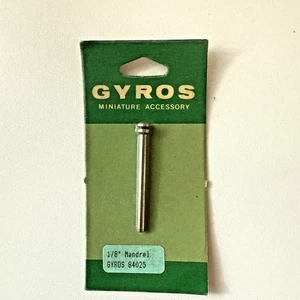 GYROS
MINIATURE ACCESSORY
1/8" Mandrel
GYROS 84025